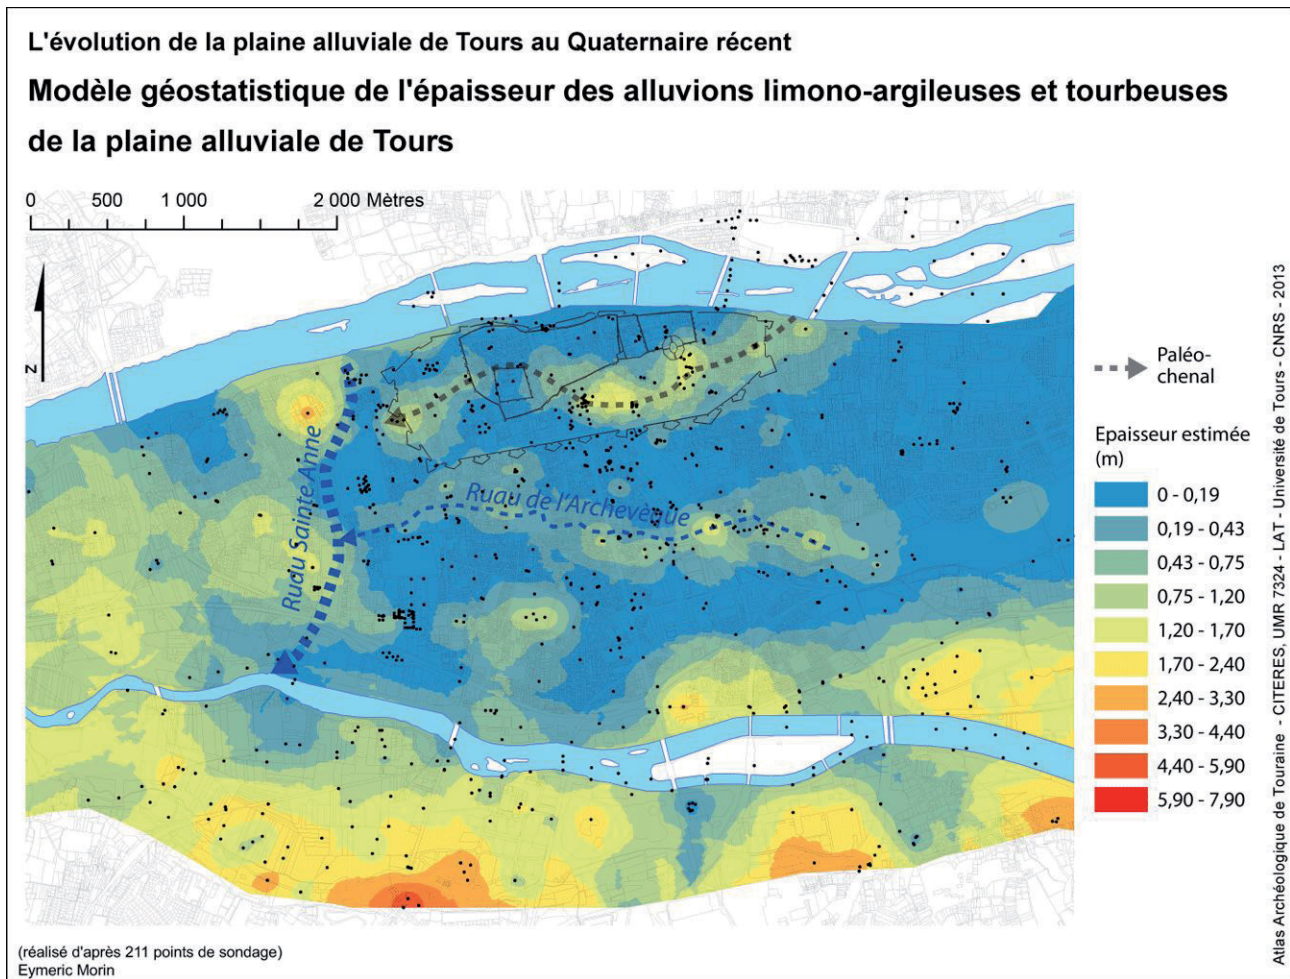 L'évolution de la plaine alluviale de Tours au Quaternaire récent
Modèle géostatistique de l'épaisseur des alluvions limono-argileuses et tourbeuses
de la plaine alluviale de Tours
0 500 1 000 2 000 Mètres
N
Ruau Sainte Anne
Ruau de l'Archevêque
Paléo-
chenal
Epaisseur estimée
(m)
0 - 0,19
0,19 - 0,43
0,43 - 0,75
0,75 - 1,20
1,20 - 1,70
1,70 - 2,40
2,40 - 3,30
3,30 - 4,40
4,40 - 5,90
5,90 - 7,90
Atlas Archéologique de Touraine - CITERES, UMR 7324 - LAT - Université de Tours - CNRS - 2013
(réalisé d'après 211 points de sondage)
Eymeric Morin